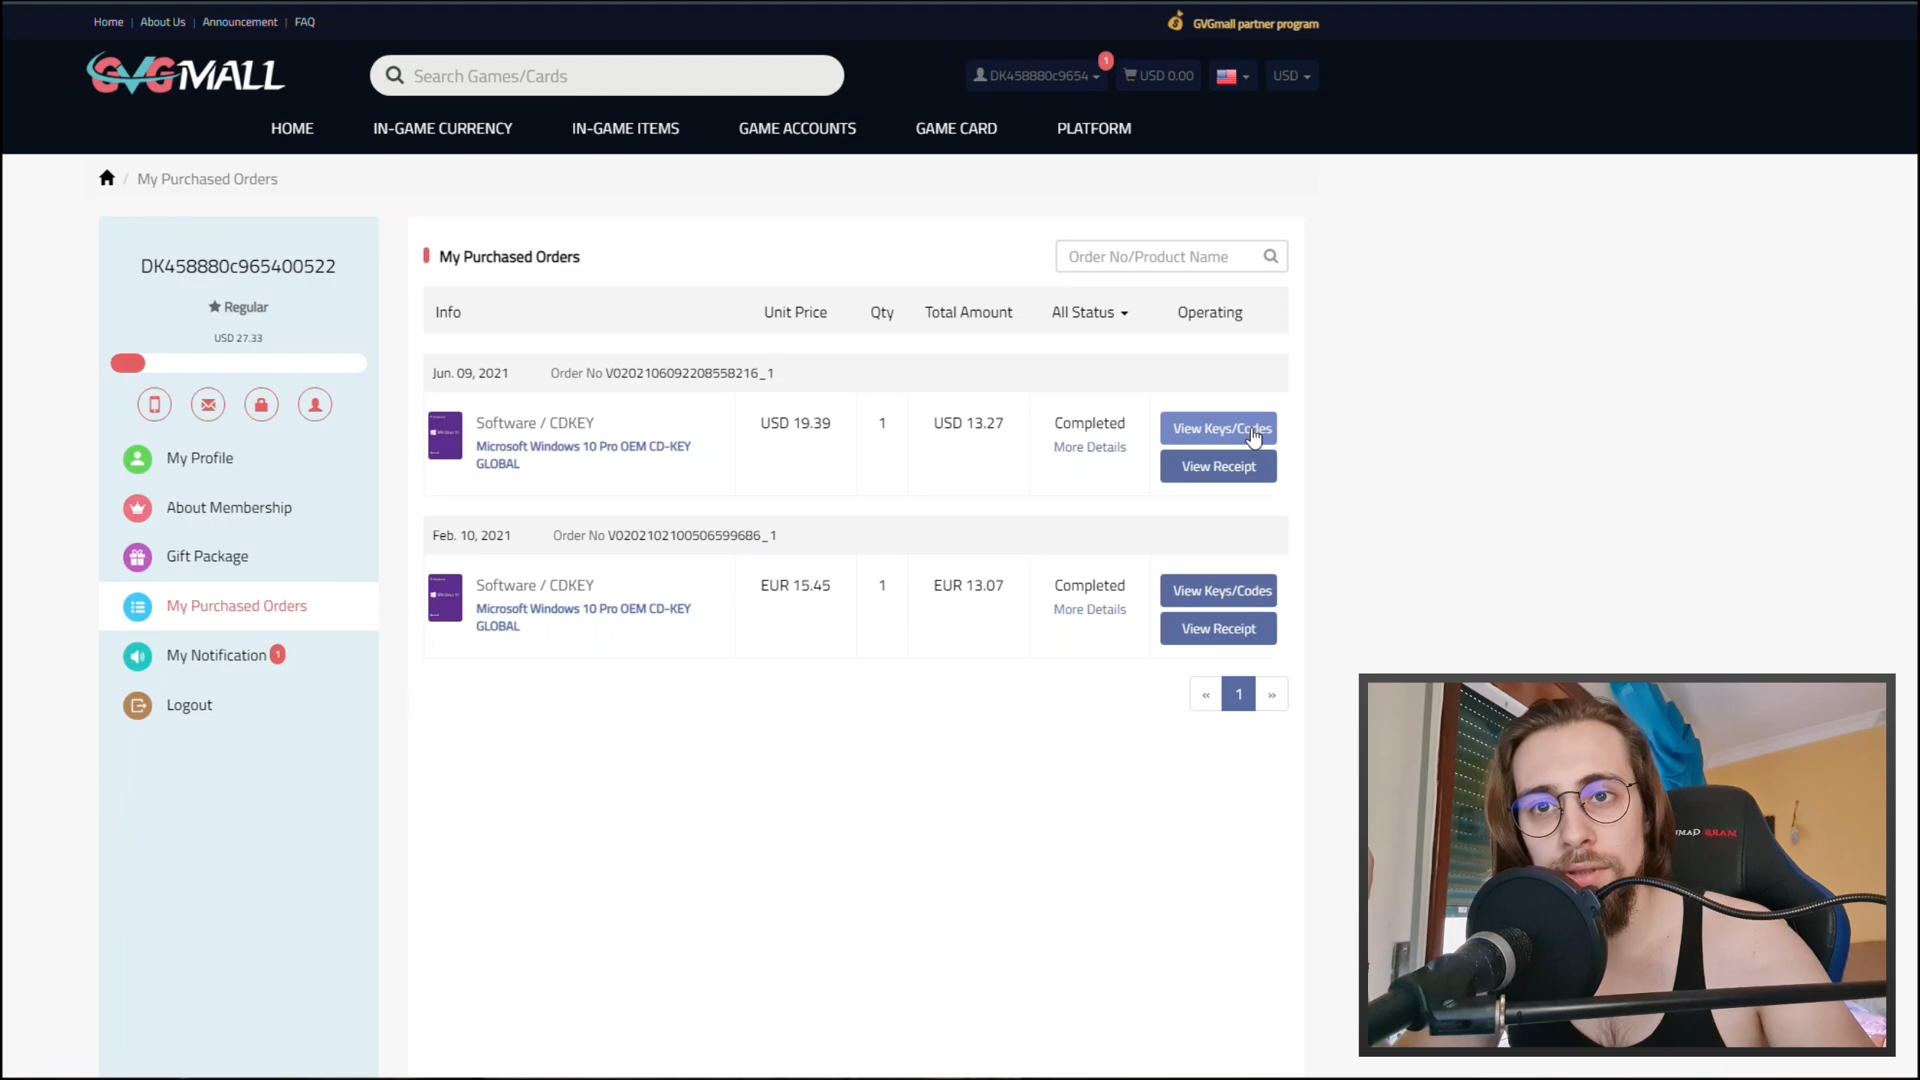 Home | About Us | Announcement | FAQ
GVGmall partner program
GVGMALL
Search Games/Cards
DK458880c9654
1
USD 0.00
USD
HOME
IN-GAME CURRENCY
IN-GAME ITEMS
GAME ACCOUNTS
GAME CARD
PLATFORM
/ My Purchased Orders
DK458880c965400522
Regular
USD 27.33
My Profile
About Membership
Gift Package
My Purchased Orders
My Notification 1
Logout
My Purchased Orders
Order No/Product Name
Info
Unit Price
Qty
Total Amount
All Status
Operating
Jun. 09, 2021
Order No V0202106092208558216_1
Software / CDKEY
Microsoft Windows 10 Pro OEM CD-KEY
GLOBAL
USD 19.39
1
USD 13.27
Completed
More Details
View Keys/Codes
View Receipt
Feb. 10, 2021
Order No V0202102100506599686_1
Software / CDKEY
Microsoft Windows 10 Pro OEM CD-KEY
GLOBAL
EUR 15.45
1
EUR 13.07
Completed
More Details
View Keys/Codes
View Receipt
« 1 »